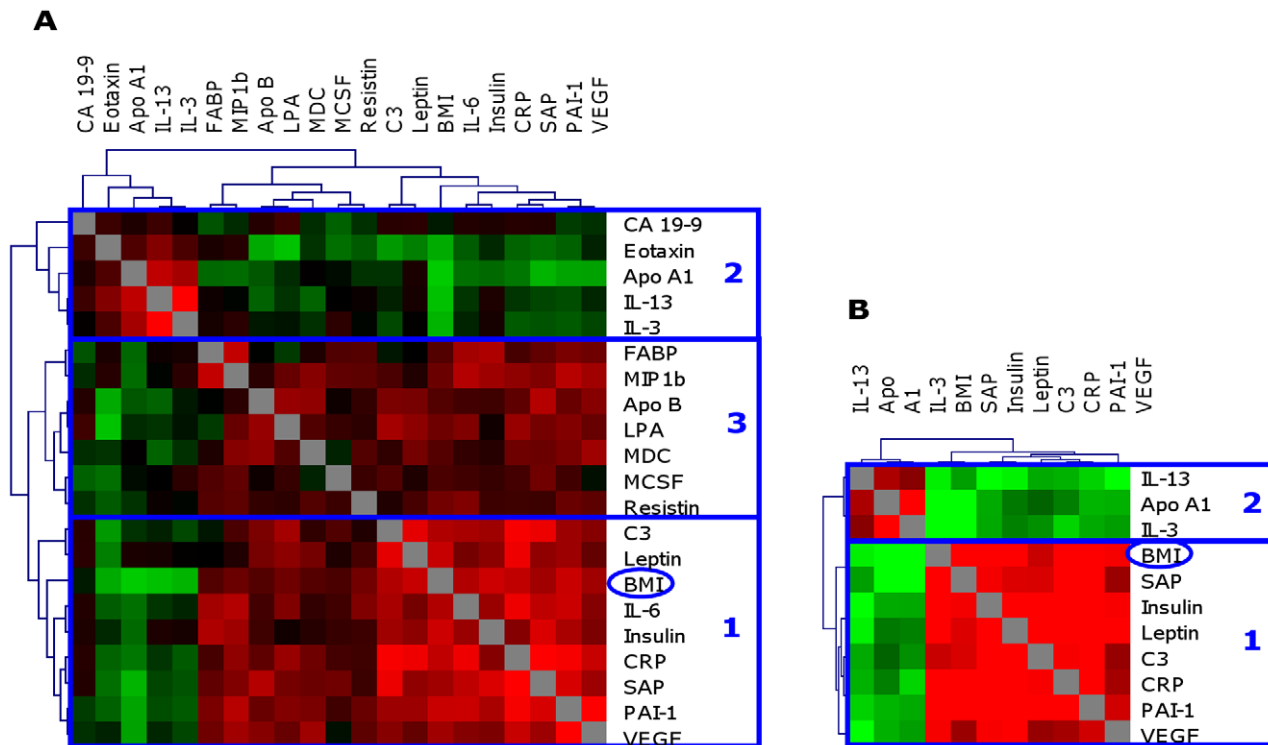 A
CA 19-9
Eotaxin
Apo A1
IL-13
IL-3
FABP
MIP1b
Apo B
LPA
MDC
MCSF
Resistin
C3
Leptin
BMI
IL-6
Insulin
CRP
SAP
PAI-1
VEGF
CA 19-9
Eotaxin
Apo A1
IL-13
IL-3
2
FABP
MIP1b
Apo B
LPA
MDC
MCSF
Resistin
3
C3
Leptin
BMI
IL-6
Insulin
CRP
SAP
PAI-1
VEGF
1
B
IL-13
Apo
A1
IL-3
BMI
SAP
Insulin
Leptin
C3
CRP
PAI-1
VEGF
IL-13
Apo A1
IL-3
2
BMI
SAP
Insulin
Leptin
C3
CRP
PAI-1
VEGF
1